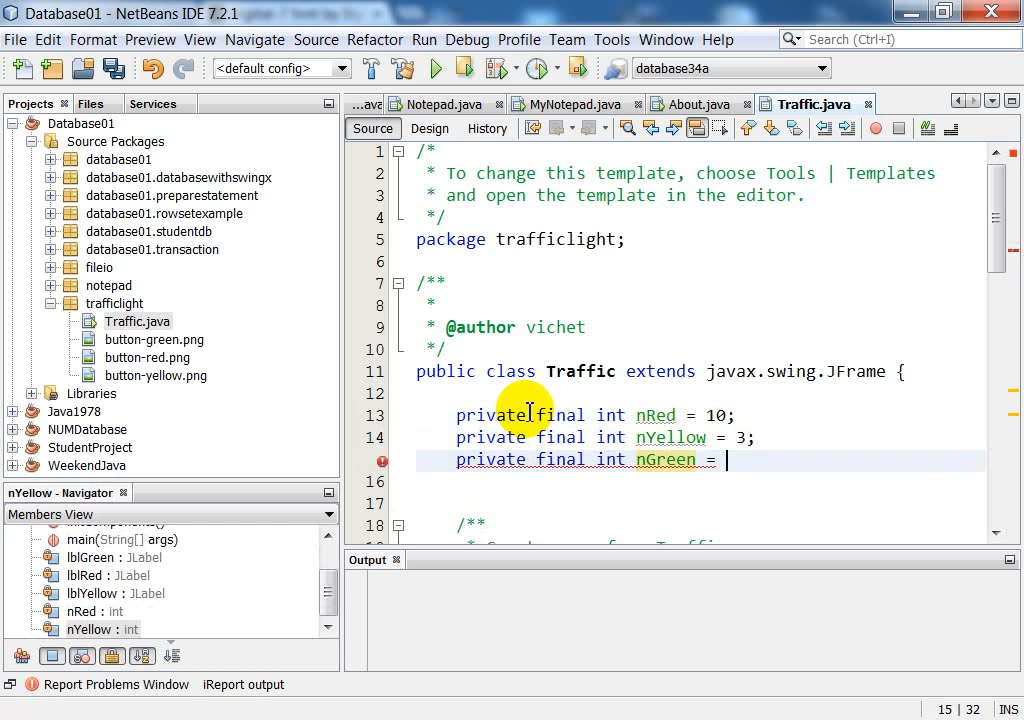 Database01 - NetBeans IDE 7.2.1
File Edit Format Preview View Navigate Source Refactor Run Debug Profile Team Tools Window Help
Search (Ctrl+I)
<default config>
database34a
Projects Files Services
...ava Notepad.java MyNotepad.java About.java Traffic.java
Source Design History
Database01
Source Packages
database01
database01.databasewithswingx
database01.preparestatement
database01.rowsetexample
database01.studentdb
database01.transaction
fileio
notepad
trafficlight
Traffic.java
button-green.png
button-red.png
button-yellow.png
Libraries
Java1978
NUMDatabase
StudentProject
WeekendJava
1 /*
2 * To change this template, choose Tools | Templates
3 * and open the template in the editor.
4 */
5 package trafficlight;
6
7 /**
8 *
9 * @author vichet
10 */
11 public class Traffic extends javax.swing.JFrame {
12
13 private final int nRed = 10;
14 private final int nYellow = 3;
private final int nGreen =
16
17
18 /**
nYellow - Navigator
Members View
main(String[] args)
lblGreen : JLabel
lblRed : JLabel
lblYellow : JLabel
nRed : int
nYellow : int
Output
Report Problems Window iReport output
15 | 32 INS